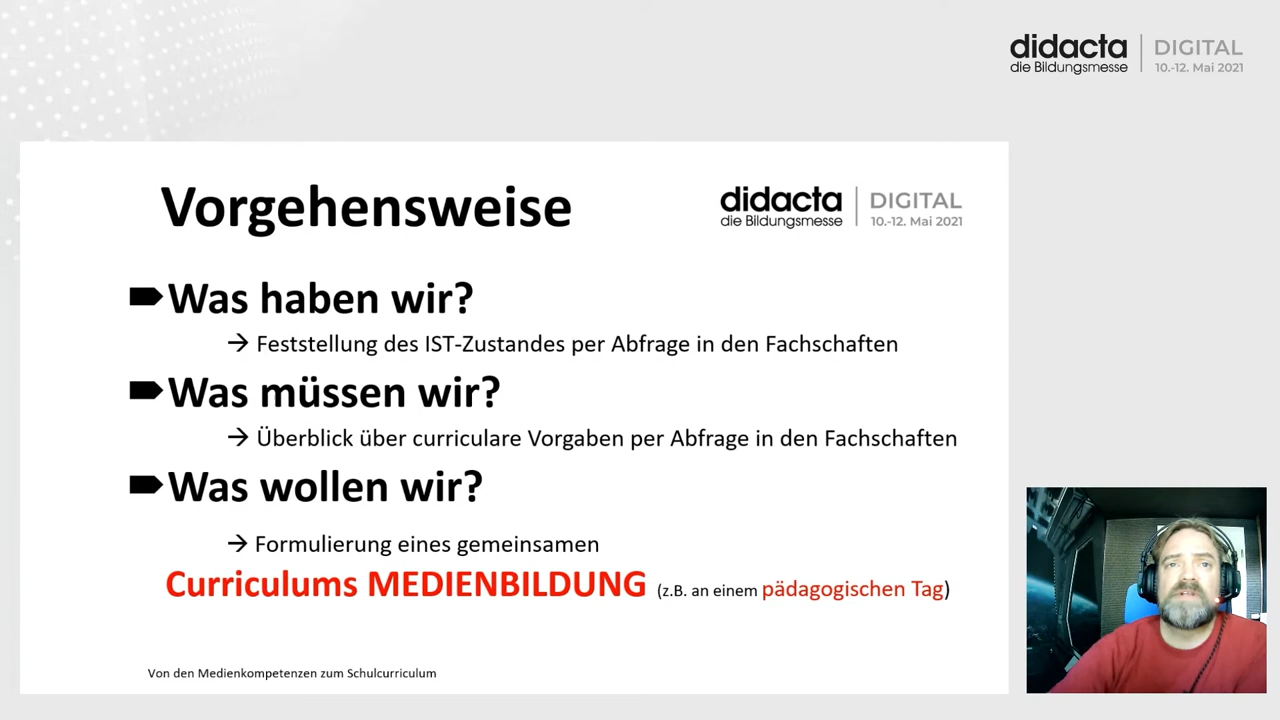 didacta DIGITAL
die Bildungsmesse 10.-12. Mai 2021
Vorgehensweise
didacta DIGITAL
die Bildungsmesse 10.-12. Mai 2021
Was haben wir?
→ Feststellung des IST-Zustandes per Abfrage in den Fachschaften
Was müssen wir?
→ Überblick über curriculare Vorgaben per Abfrage in den Fachschaften
Was wollen wir?
→ Formulierung eines gemeinsamen
Curriculums MEDIENBILDUNG (z.B. an einem pädagogischen Tag)
Von den Medienkompetenzen zum Schulcurriculum